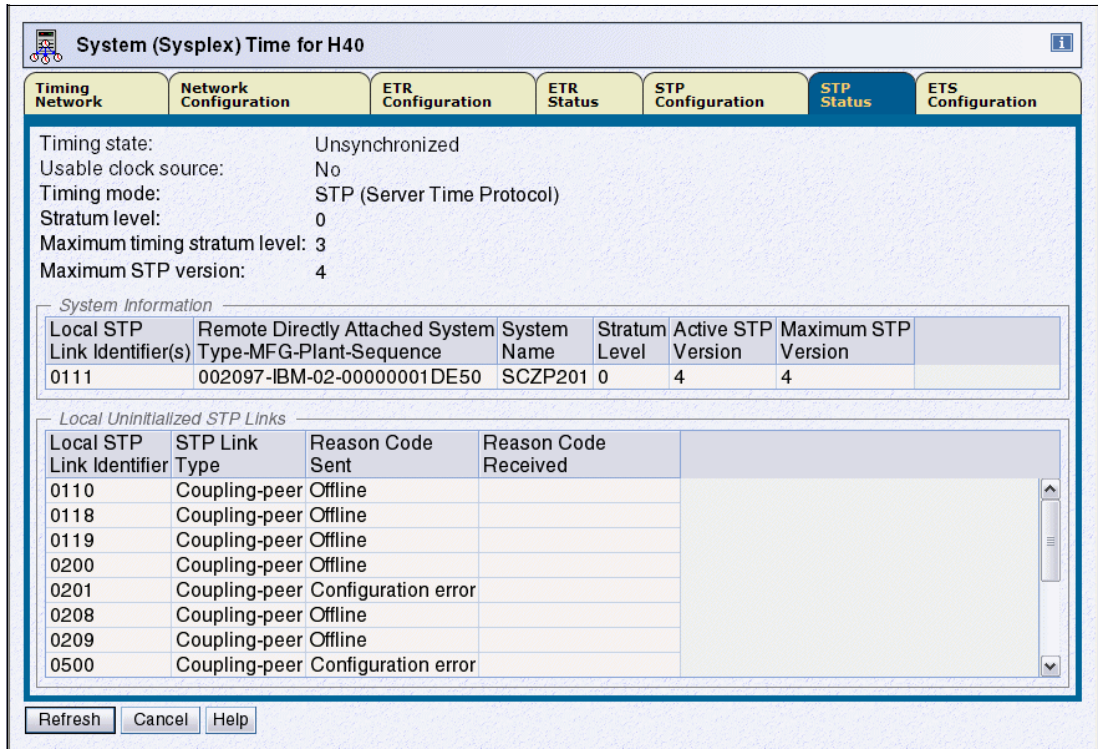 System (Sysplex) Time for H40
Timing Network
Network Configuration
ETR Configuration
ETR Status
STP Configuration
STP Status
ETS Configuration
Timing state: Unsynchronized
Usable clock source: No
Timing mode: STP (Server Time Protocol)
Stratum level: 0
Maximum timing stratum level: 3
Maximum STP version: 4
System Information
Local STP Link Identifier(s) Remote Directly Attached System Type-MFG-Plant-Sequence System Name Stratum Level Active STP Version Maximum STP Version
0111 002097-IBM-02-00000001DE50 SCZP201 0 4 4
Local Uninitialized STP Links
Local STP Link Identifier STP Link Type Reason Code Sent Reason Code Received
0110 Coupling-peer Offline
0118 Coupling-peer Offline
0119 Coupling-peer Offline
0200 Coupling-peer Offline
0201 Coupling-peer Configuration error
0208 Coupling-peer Offline
0209 Coupling-peer Offline
0500 Coupling-peer Configuration error
Refresh Cancel Help